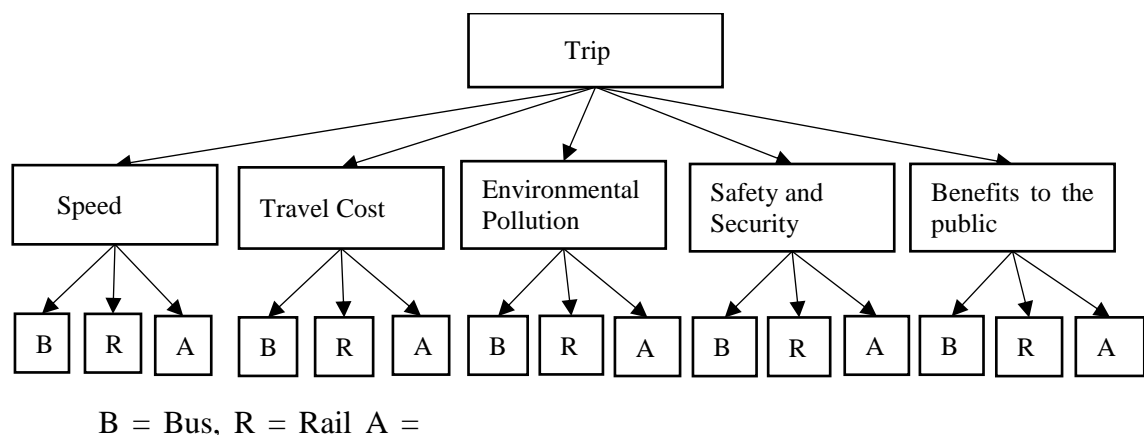 Trip
Speed
Travel Cost
Environmental
Pollution
Safety and
Security
Benefits to the
public
B R A B R A B R A B R A B R A
B = Bus, R = Rail A =